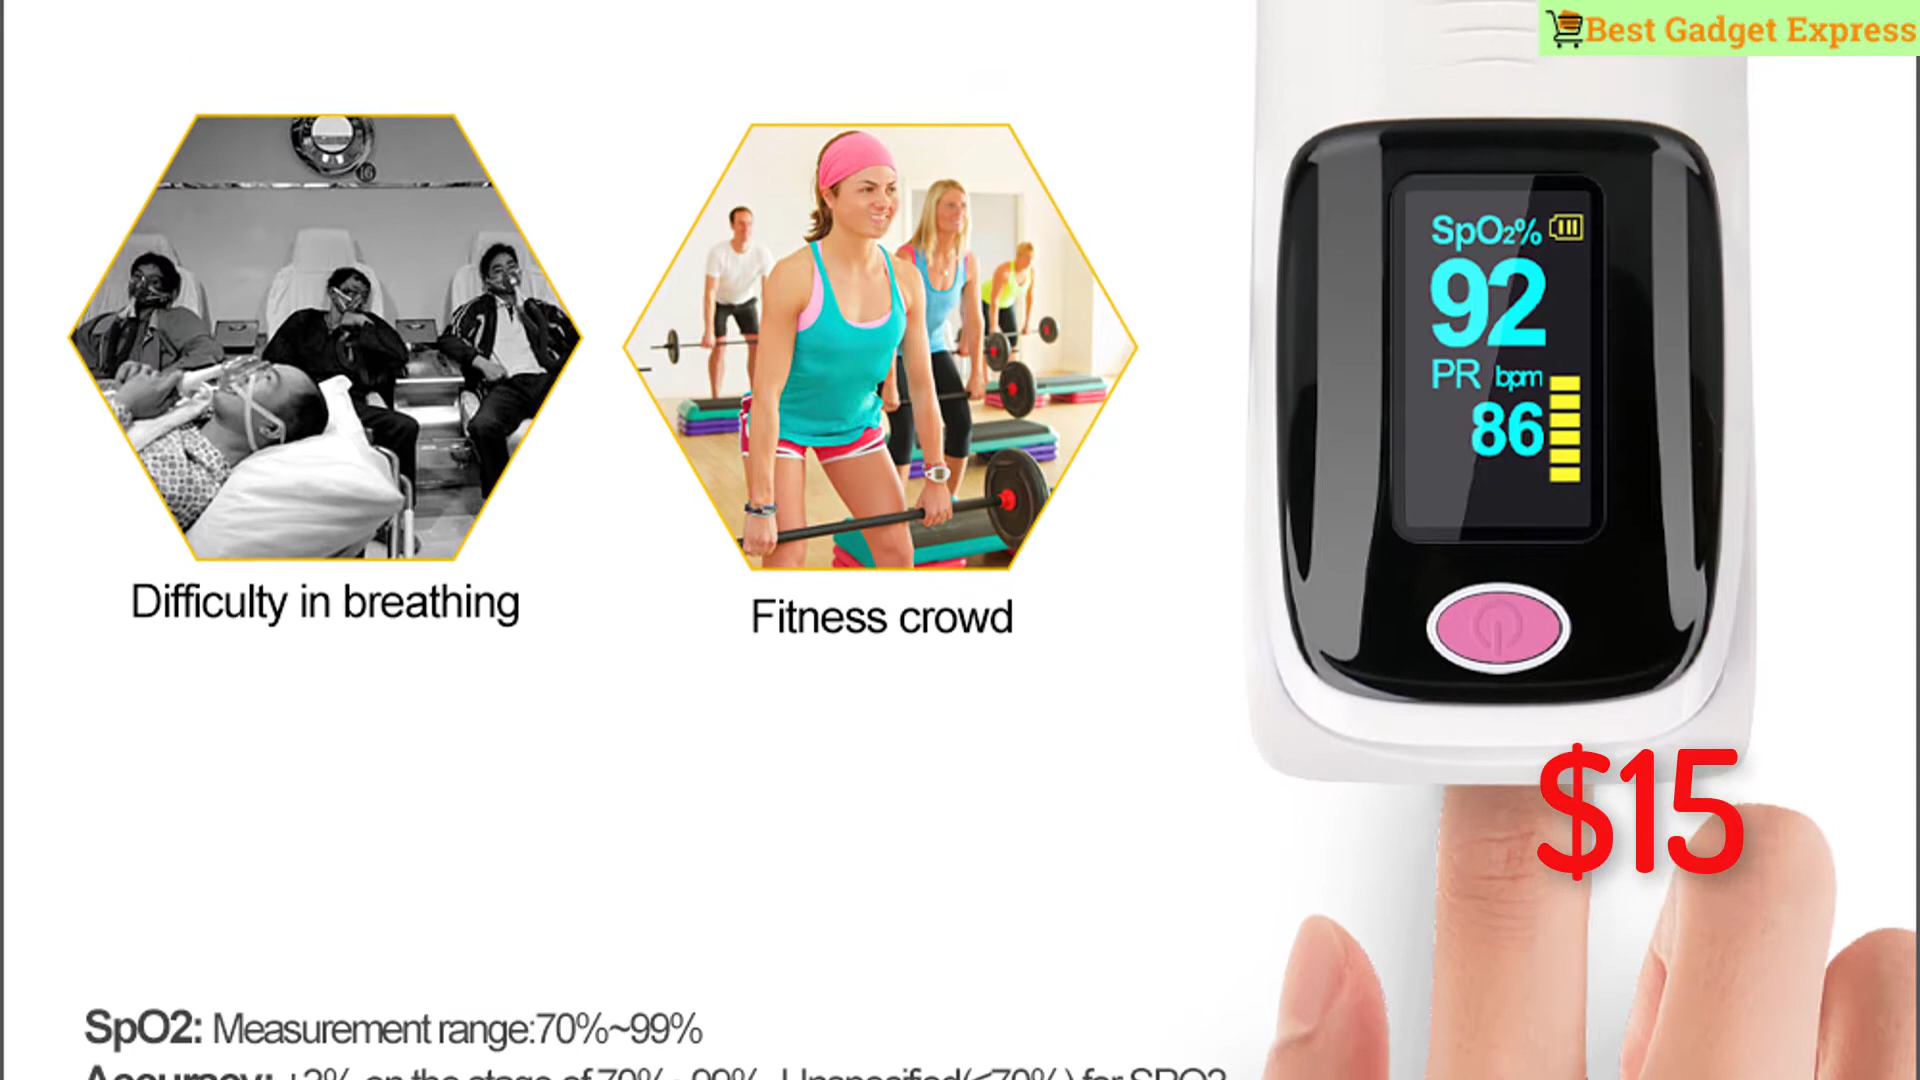 Best Gadget Express
16
SpO2%
92
PR bpm
86
Difficulty in breathing
Fitness crowd
$15
SpO2: Measurement range:70%~99%